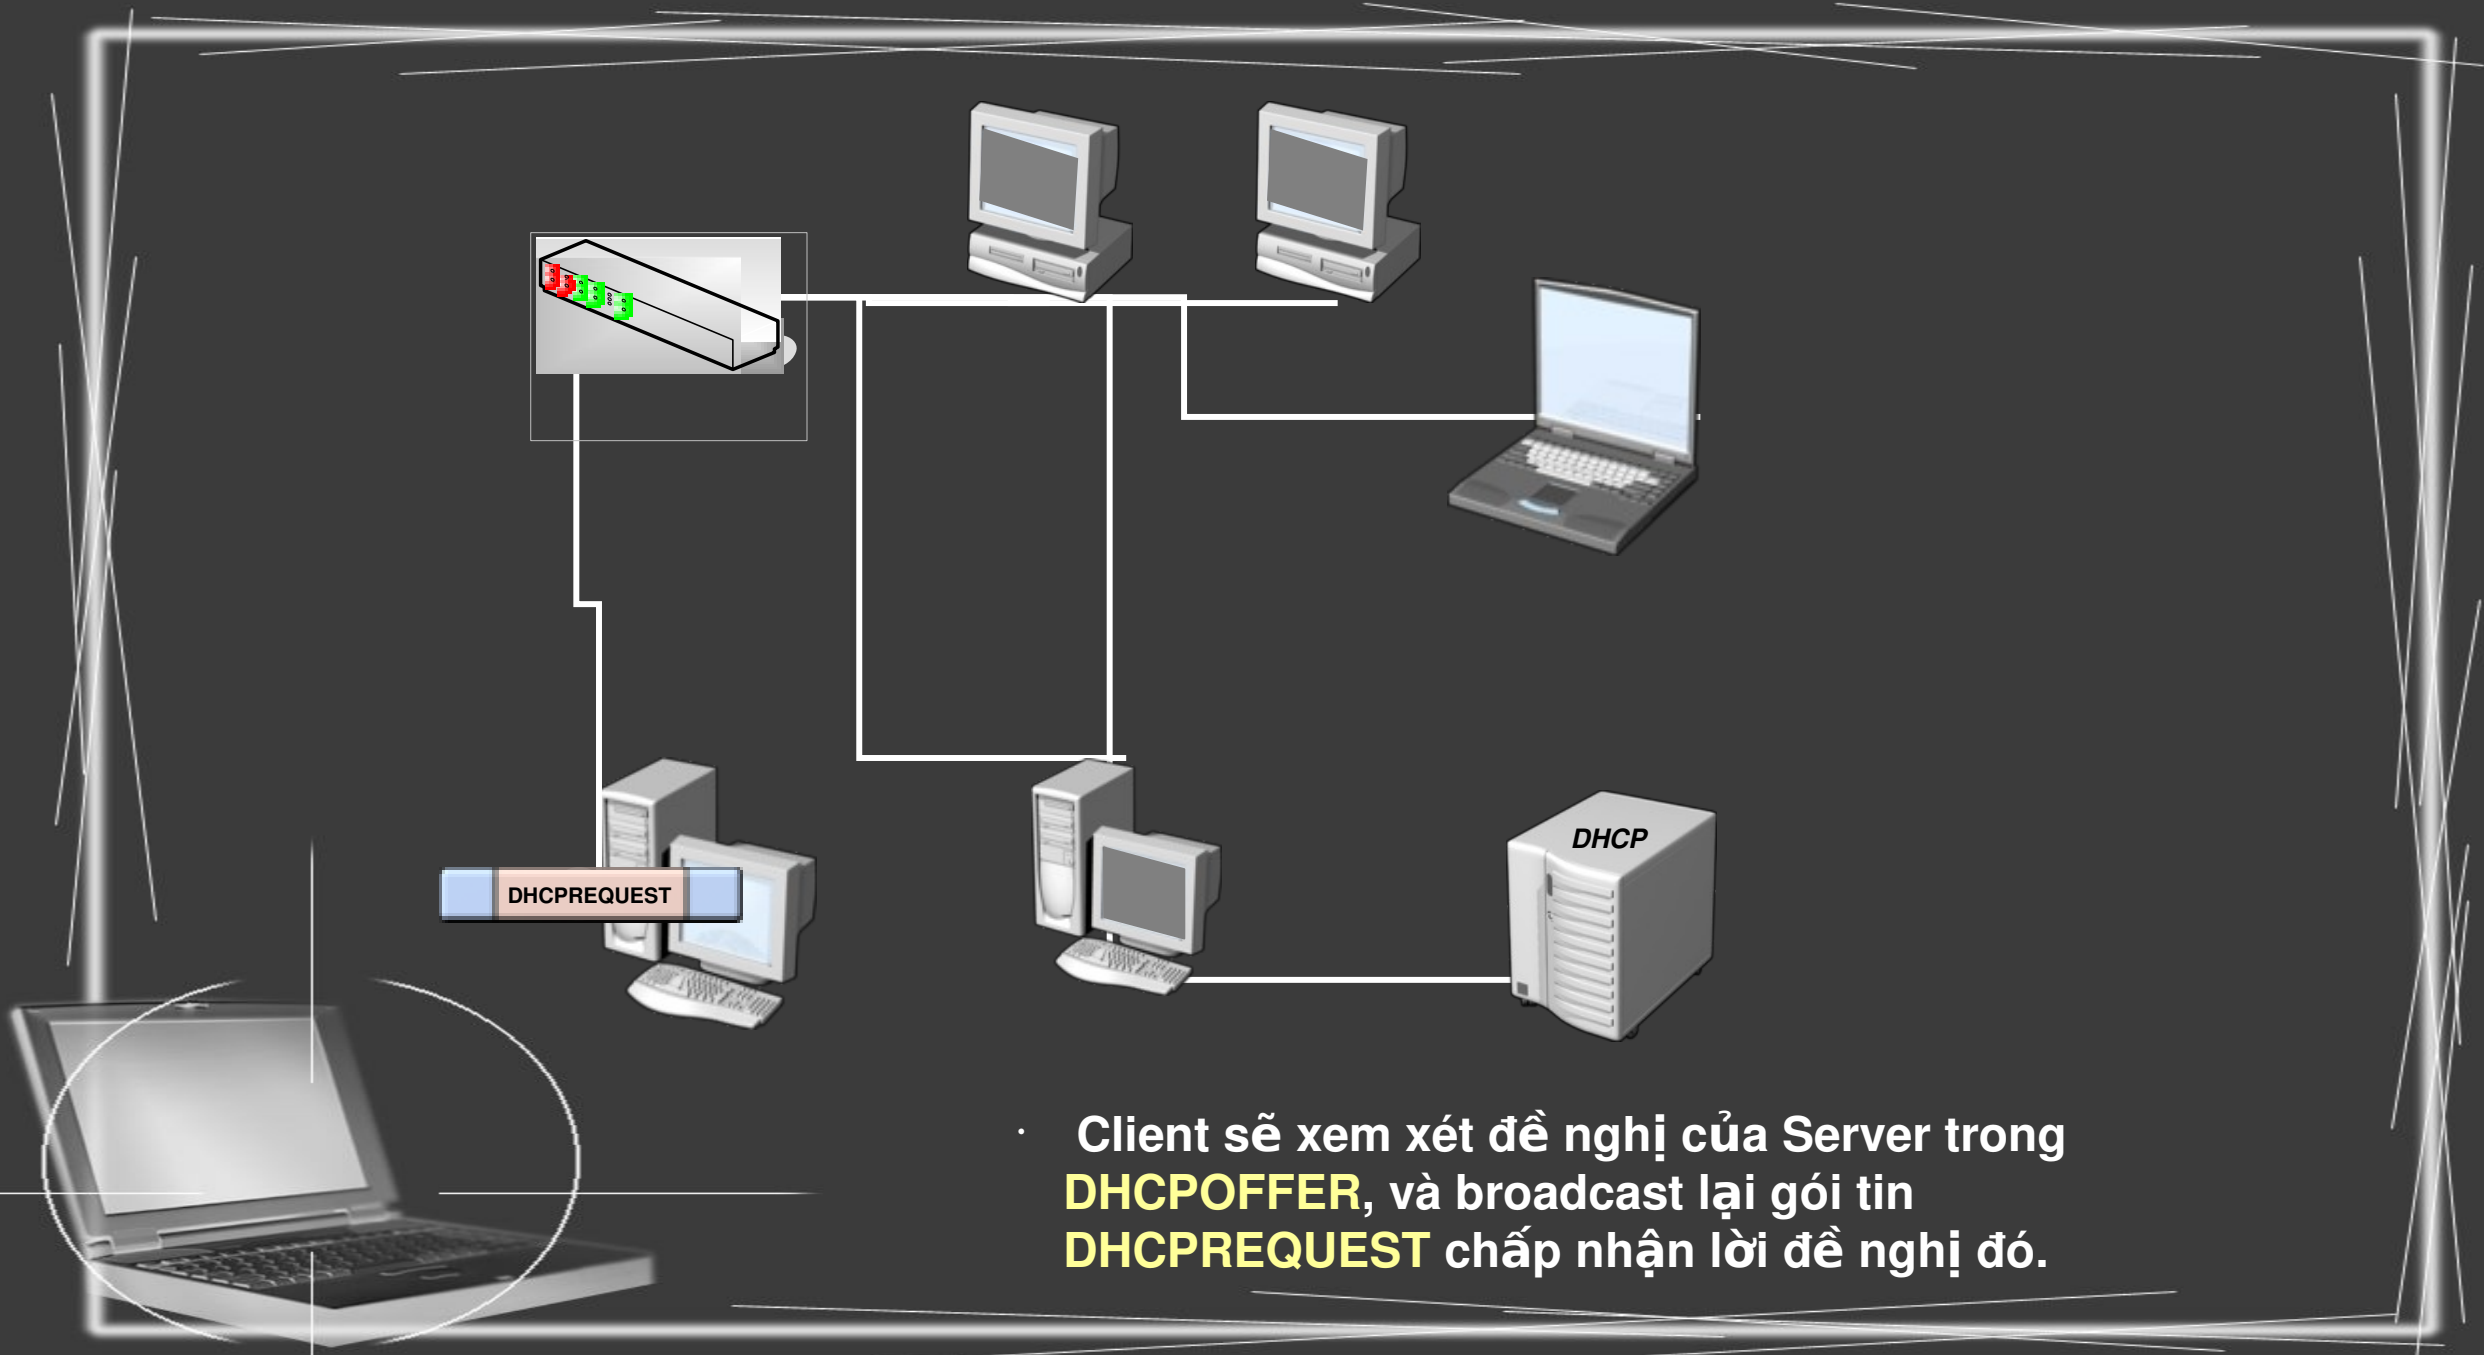 DHCP
DHCPREQUEST
· Client sẽ xem xét đề nghị của Server trong
DHCPOFFER, và broadcast lại gói tin
DHCPREQUEST chấp nhận lời đề nghị đó.